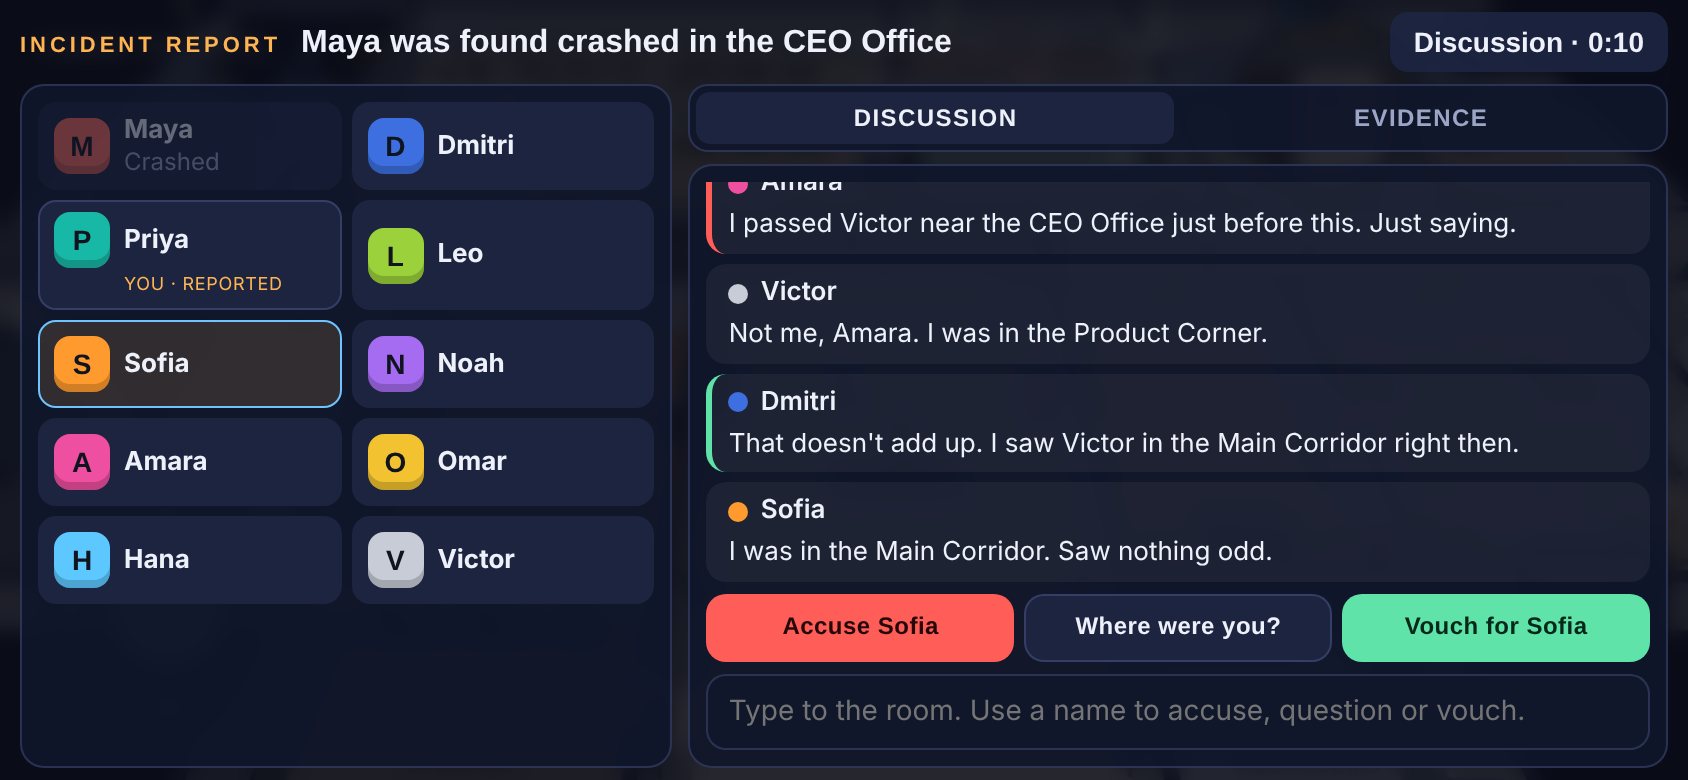 INCIDENT REPORT Maya was found crashed in the CEO Office
Discussion · 0:10
M Maya
Crashed
D Dmitri
P Priya
YOU · REPORTED
L Leo
S Sofia
N Noah
A Amara
O Omar
H Hana
V Victor
DISCUSSION
EVIDENCE
Amara
I passed Victor near the CEO Office just before this. Just saying.
Victor
Not me, Amara. I was in the Product Corner.
Dmitri
That doesn't add up. I saw Victor in the Main Corridor right then.
Sofia
I was in the Main Corridor. Saw nothing odd.
Accuse Sofia
Where were you?
Vouch for Sofia
Type to the room. Use a name to accuse, question or vouch.